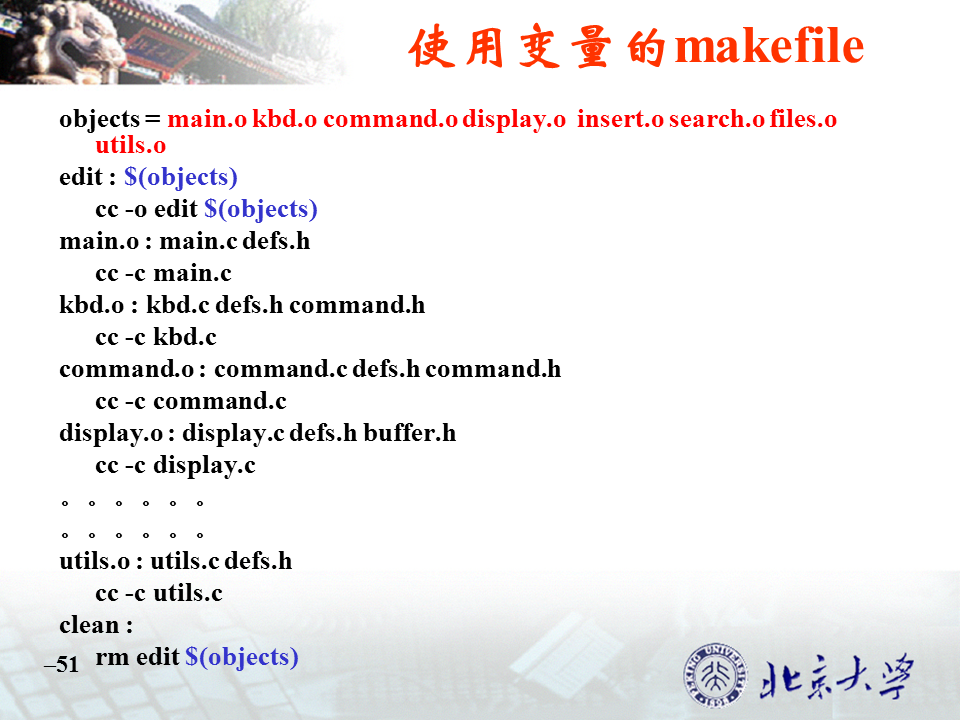 使用变量的makefile
objects = main.o kbd.o command.o display.o  insert.o search.o files.o
utils.o
edit : $(objects)
cc -o edit $(objects)
main.o : main.c defs.h
cc -c main.c
kbd.o : kbd.c defs.h command.h
cc -c kbd.c
command.o : command.c defs.h command.h
cc -c command.c
display.o : display.c defs.h buffer.h
cc -c display.c
。。。。。。
。。。。。。
utils.o : utils.c defs.h
cc -c utils.c
clean :
rm edit $(objects)
–51
PEKING UNIVERSITY
1898
北京大学